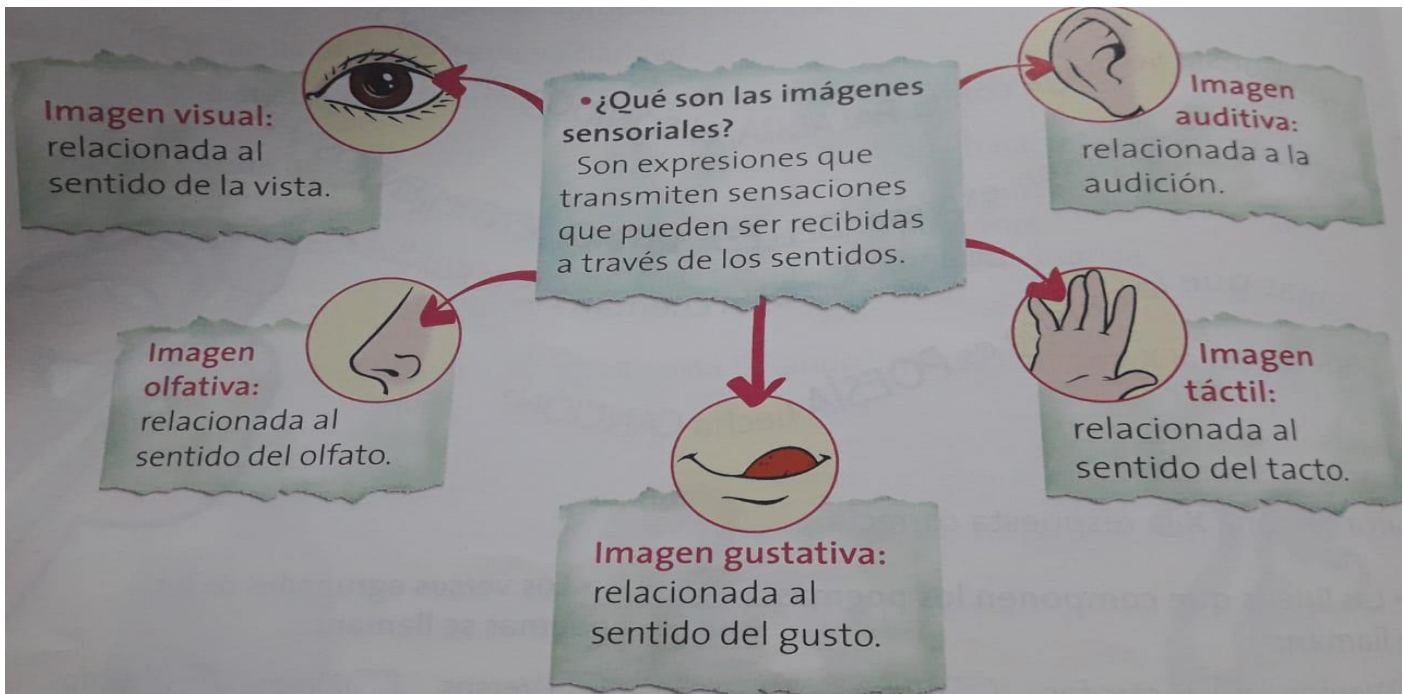 Imagen visual:
relacionada al
sentido de la vista.
•¿Qué son las imágenes
sensoriales?
Son expresiones que
transmiten sensaciones
que pueden ser recibidas
a través de los sentidos.
Imagen
auditiva:
relacionada a la
audición.
Imagen
olfativa:
relacionada al
sentido del olfato.
Imagen
táctil:
relacionada al
sentido del tacto.
Imagen gustativa:
relacionada al
sentido del gusto.